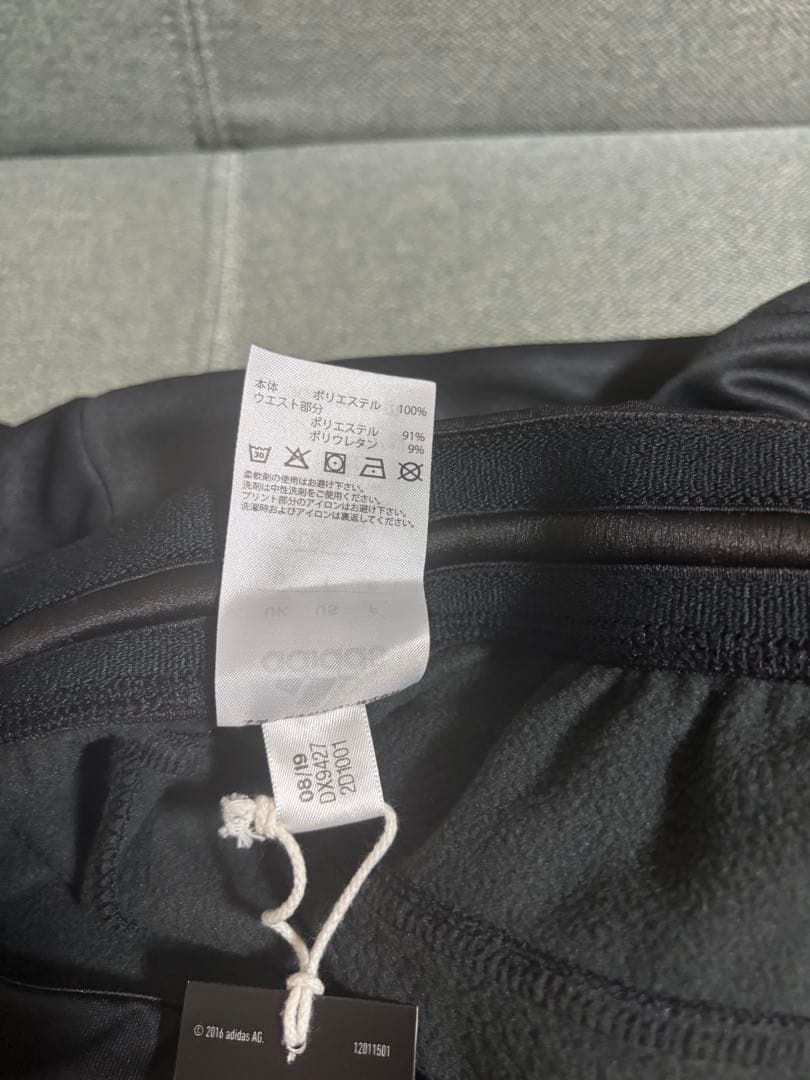 本体 ポリエステル 100%
ウエスト部分
ポリエステル 91%
ポリウレタン 9%
30
柔軟剤の使用はお避け下さい。
洗剤は中性洗剤をご使用ください。
プリント部分のアイロンはお避け下さい。
洗濯時およびアイロンは裏返してください。
UK US F
adidas
08/19
DX9427
2D1001
© 2016 adidas AG.
12011501